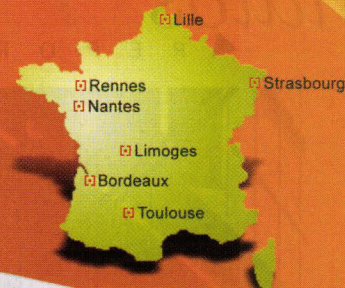 Lille
Strasbourg
Rennes
Nantes
Limoges
Bordeaux
Toulouse